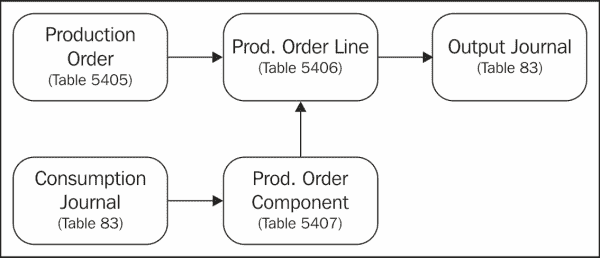 Production
Order
(Table 5405)
Prod. Order Line
(Table 5406)
Output Journal
(Table 83)
Consumption
Journal
(Table 83)
Prod. Order
Component
(Table 5407)